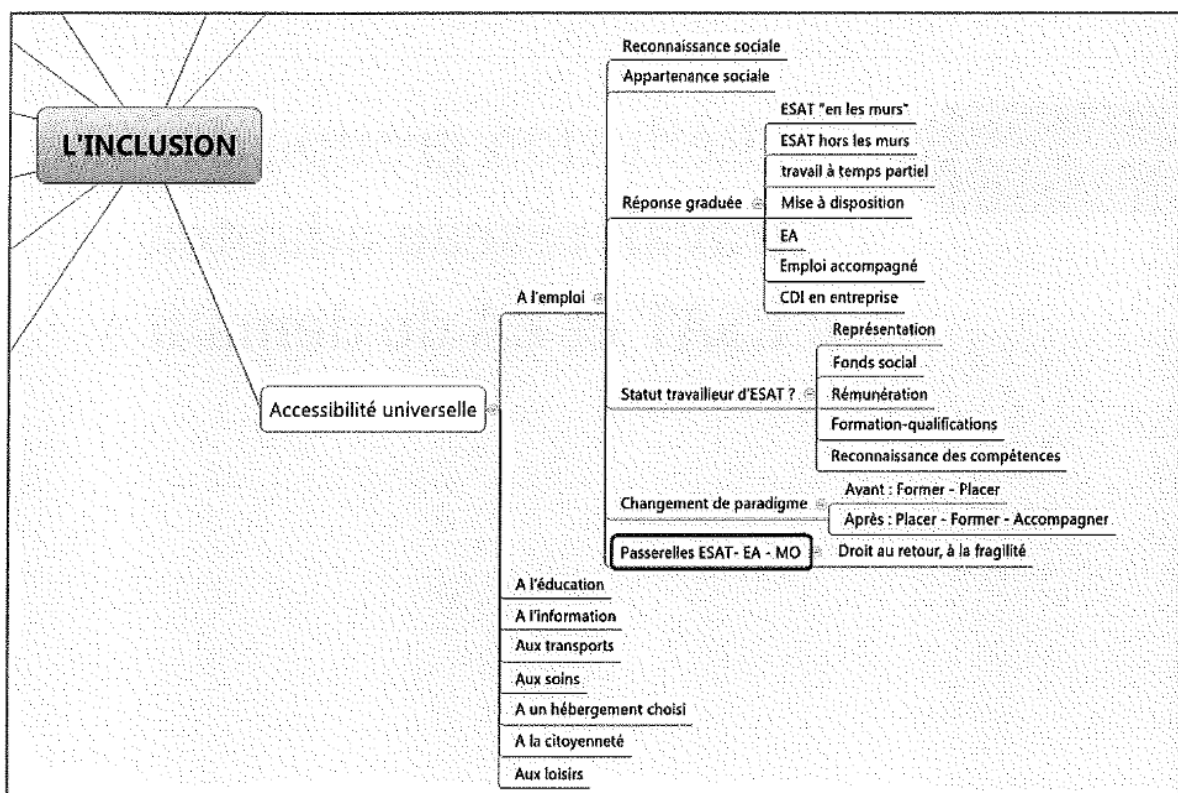 L'INCLUSION
Accessibilité universelle
A l'emploi
Reconnaissance sociale
Appartenance sociale
Réponse graduée
ESAT "en les murs"
ESAT hors les murs
travail à temps partiel
Mise à disposition
EA
Emploi accompagné
CDI en entreprise
Statut travailleur d'ESAT ?
Représentation
Fonds social
Rémunération
Formation-qualifications
Reconnaissance des compétences
Changement de paradigme
Avant : Former - Placer
Après : Placer - Former - Accompagner
Passerelles ESAT- EA - MO
Droit au retour, à la fragilité
A l'éducation
A l'information
Aux transports
Aux soins
A un hébergement choisi
A la citoyenneté
Aux loisirs